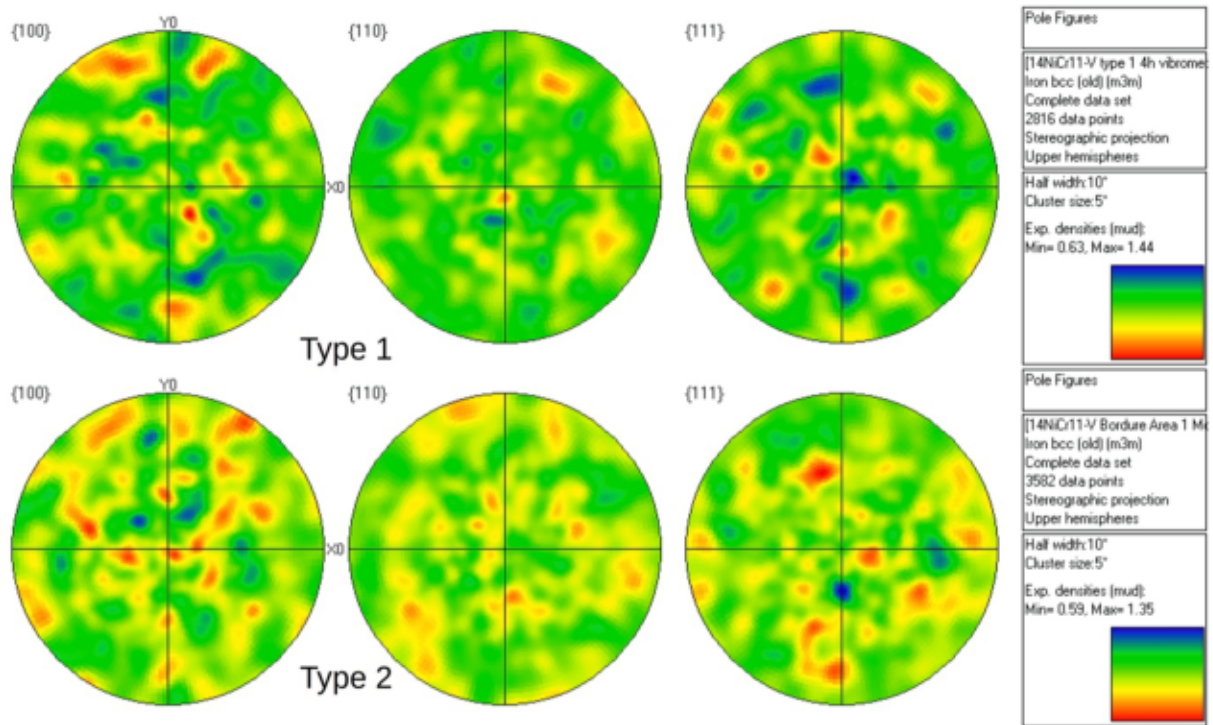 {100}
Y0
{110}
{111}
X0
Type 1
Pole Figures
[14NiCr11-V type 1 4h vibrome
Iron bcc (old) (m3m)
Complete data set
2816 data points
Stereographic projection
Upper hemispheres
Half width:10°
Cluster size:5°
Exp. densities (mud):
Min= 0.63, Max= 1.44
{100}
Y0
{110}
{111}
X0
Type 2
Pole Figures
[14NiCr11-V Bordure Area 1 Mo
Iron bcc (old) (m3m)
Complete data set
3582 data points
Stereographic projection
Upper hemispheres
Half width:10°
Cluster size:5°
Exp. densities (mud):
Min= 0.59, Max= 1.35